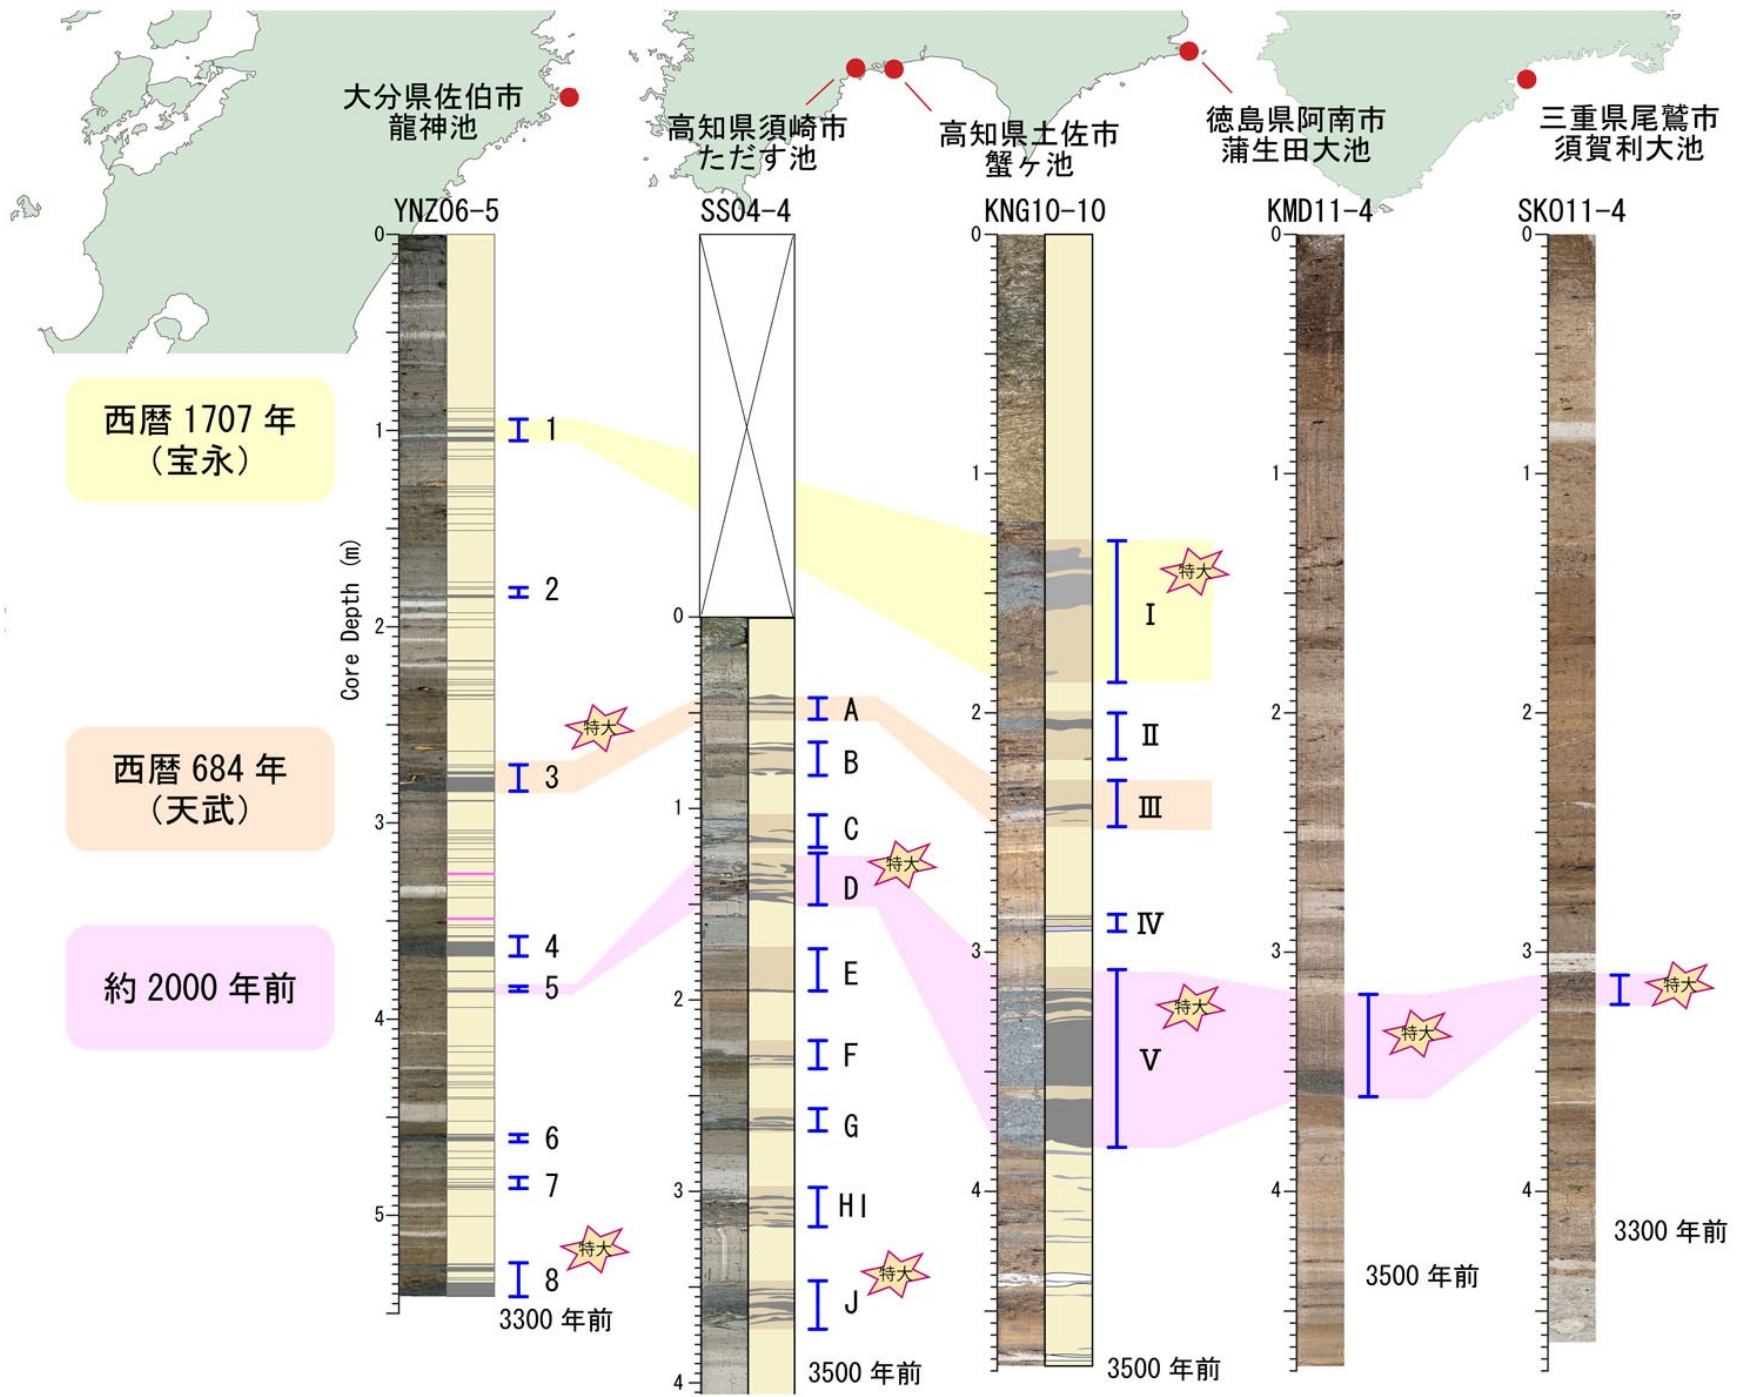 大分県佐伯市
龍神池
高知県須崎市
ただす池
高知県土佐市
蟹ヶ池
徳島県阿南市
蒲生田大池
三重県尾鷲市
須賀利大池
YNZ06-5
SS04-4
KNG10-10
KMD11-4
SKO11-4
西暦 1707 年
（宝永）
西暦 684 年
（天武）
約 2000 年前
Core Depth (m)
0
1
2
3
4
5
1
2
特大
3
4
5
6
7
特大
8
3300 年前
0
1
2
3
4
A
B
C
特大
D
E
F
G
HI
特大
J
3500 年前
0
1
2
3
4
特大
I
II
III
IV
特大
V
3500 年前
0
1
2
3
4
特大
3500 年前
0
1
2
3
4
特大
3300 年前